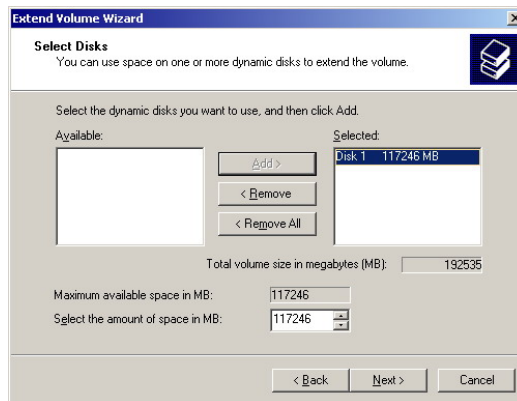 Extend Volume Wizard
Select Disks
You can use space on one or more dynamic disks to extend the volume.
Select the dynamic disks you want to use, and then click Add.
Available:
Selected:
Add >
Disk 1 117246 MB
< Remove
< Remove All
Total volume size in megabytes (MB): 192535
Maximum available space in MB: 117246
Select the amount of space in MB: 117246
< Back Next > Cancel